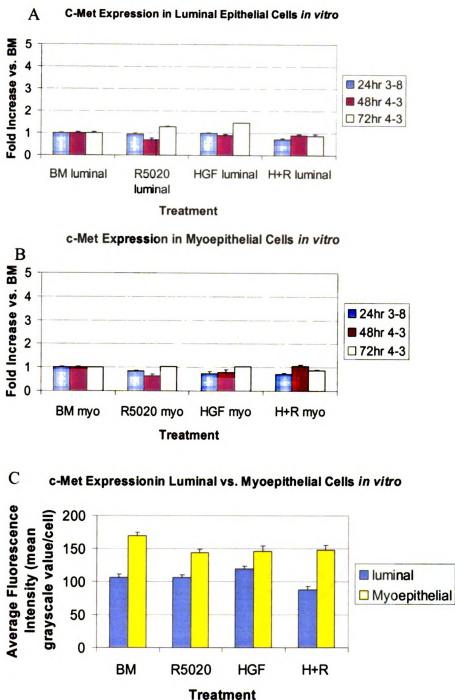 A
c-Met Expression in Luminal Epithelial Cells in vitro
Fold Increase vs. BM
5
4
3
2
1
0
BM luminal
R5020
luminal
HGF luminal
H+R luminal
Treatment
24hr 3-8
48hr 4-3
72hr 4-3
B
c-Met Expression in Myoepithelial Cells in vitro
Fold Increase vs. BM
5
4
3
2
1
0
BM myo
R5020 myo
HGF myo
H+R myo
Treatment
24hr 3-8
48hr 4-3
72hr 4-3
C
c-Met Expressionin Luminal vs. Myoepithelial Cells in vitro
Average Fluorescence
Intensity (mean
grayscale value/cell)
200
150
100
50
0
BM
R5020
HGF
H+R
Treatment
luminal
Myoepithelial